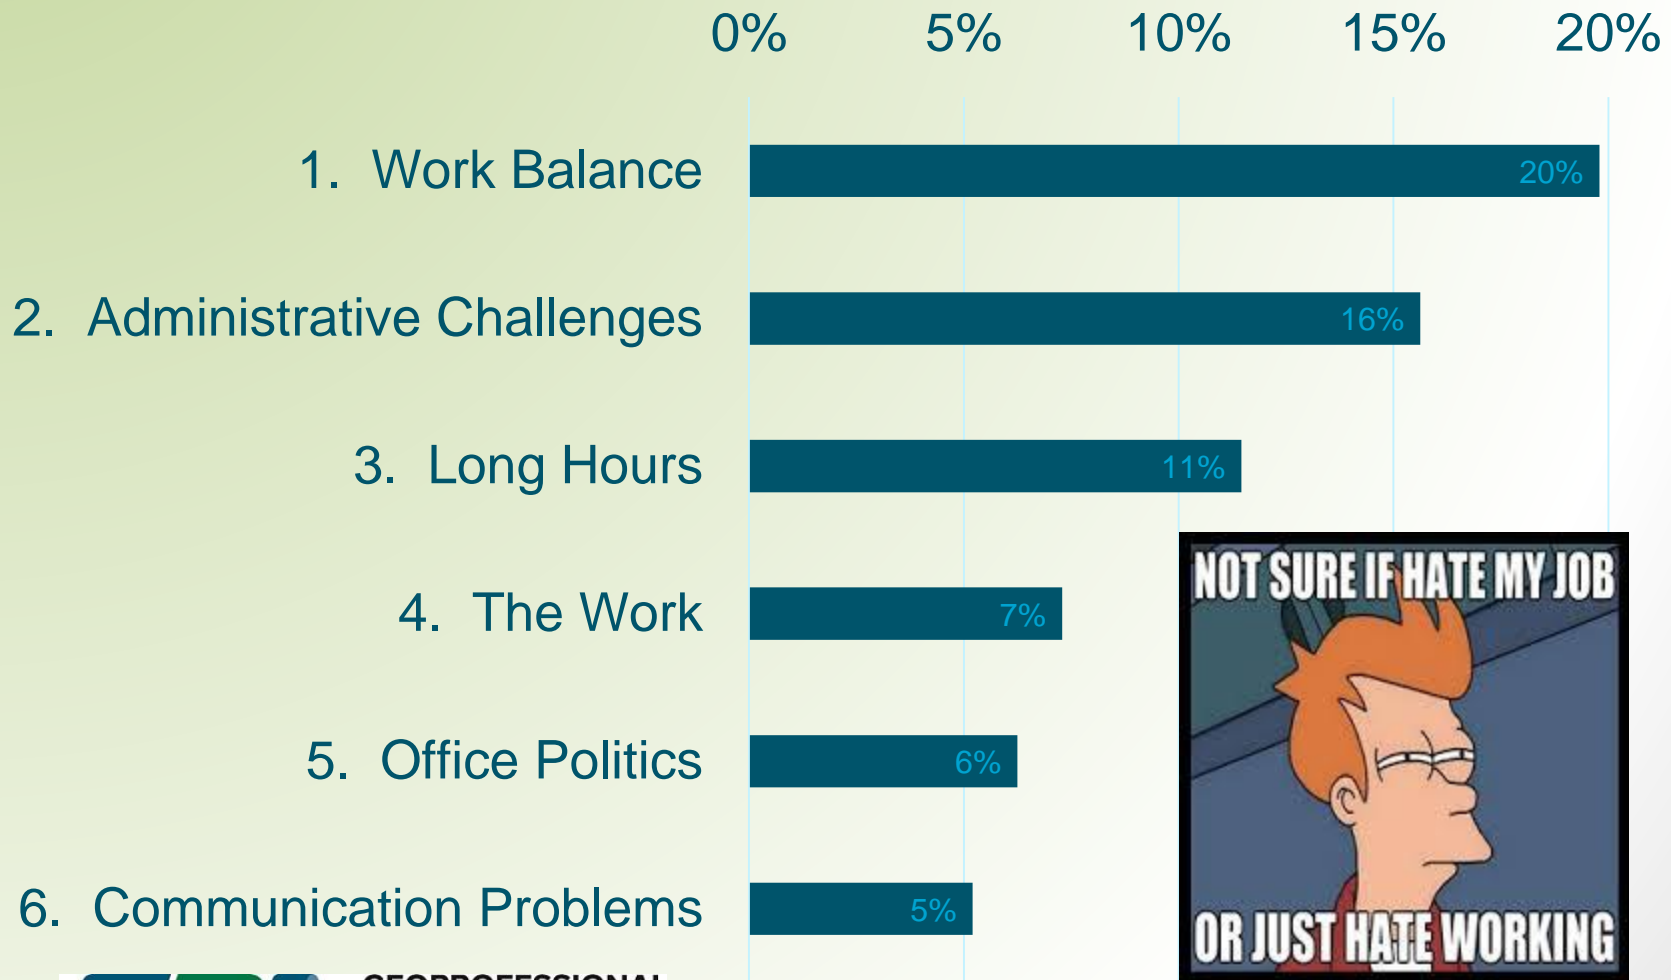 0% 5% 10% 15% 20%
1. Work Balance 20%
2. Administrative Challenges 16%
3. Long Hours 11%
4. The Work 7%
5. Office Politics 6%
6. Communication Problems 5%
NOT SURE IF HATE MY JOB
OR JUST HATE WORKING
GEOPROFESSIONAL